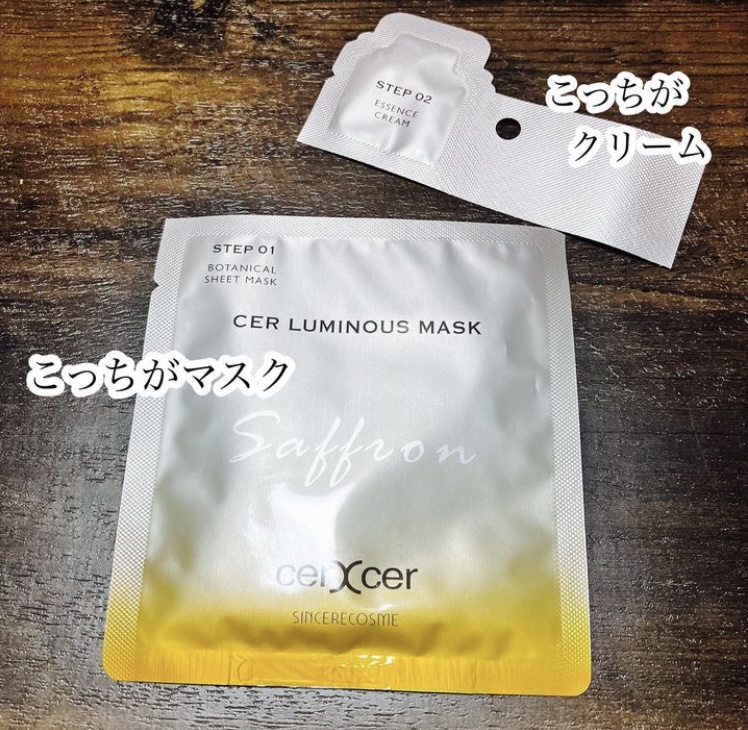 STEP 02
ESSENCE
CREAM
こっちが
クリーム
STEP 01
BOTANICAL
SHEET MASK
CER LUMINOUS MASK
こっちがマスク
Saffron
cerXcer
SINCERECOSME